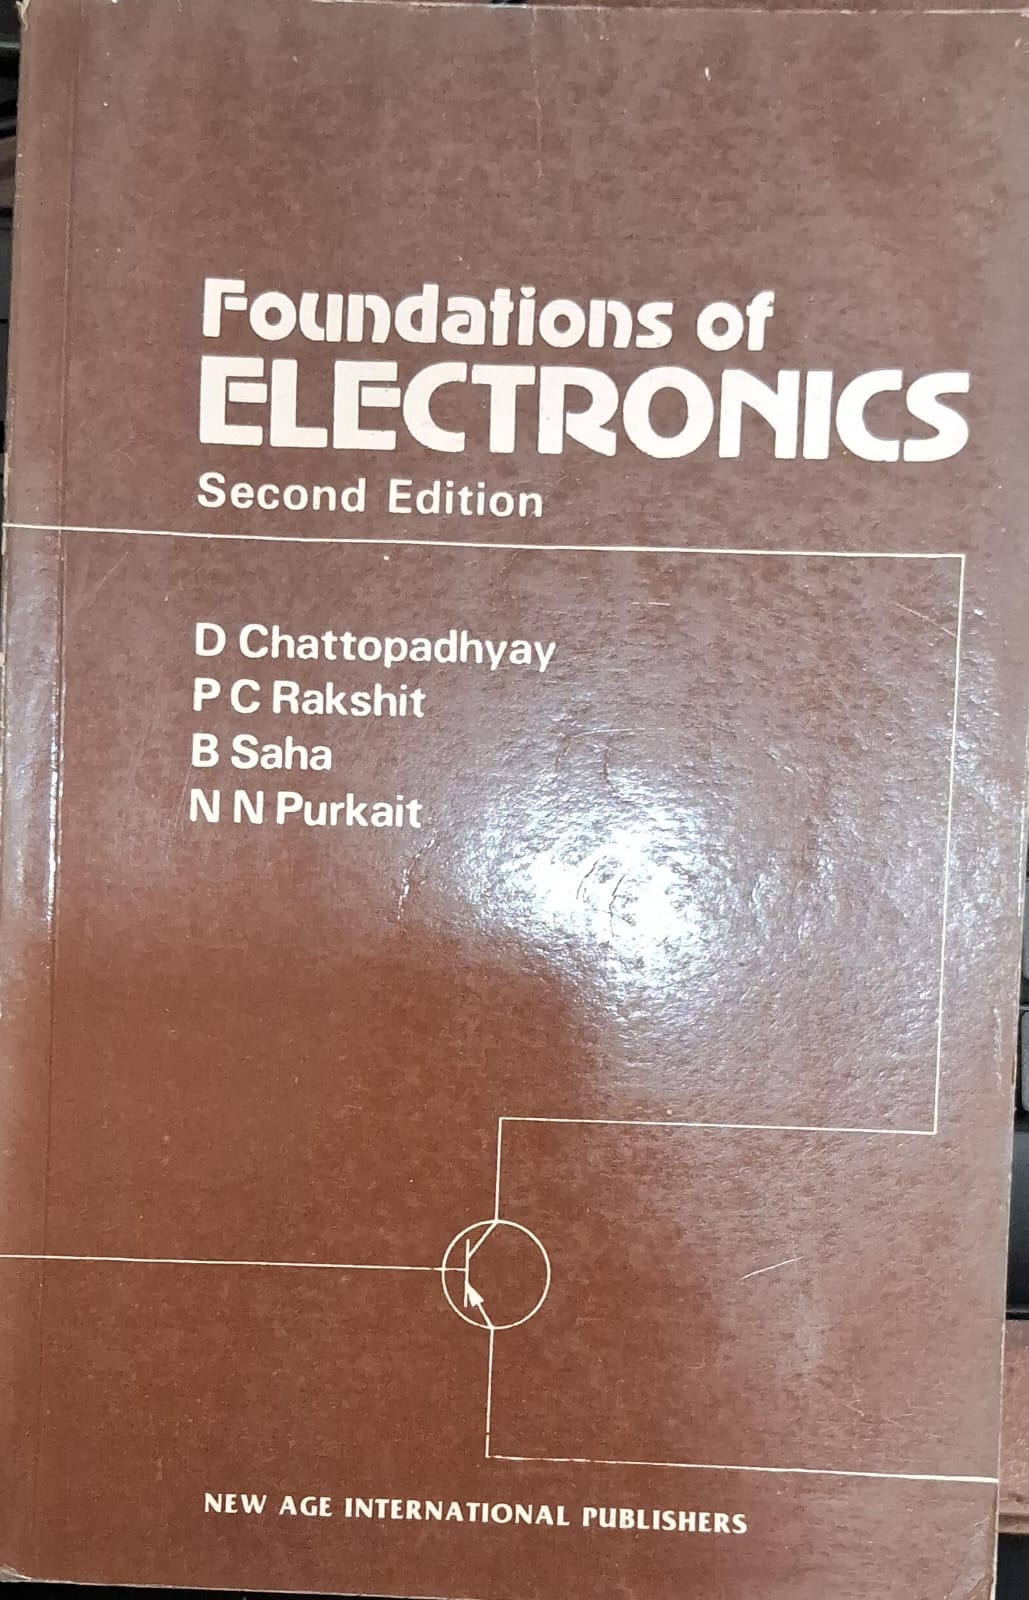 Foundations of
ELECTRONICS
Second Edition
D Chattopadhyay
P C Rakshit
B Saha
N N Purkait
NEW AGE INTERNATIONAL PUBLISHERS